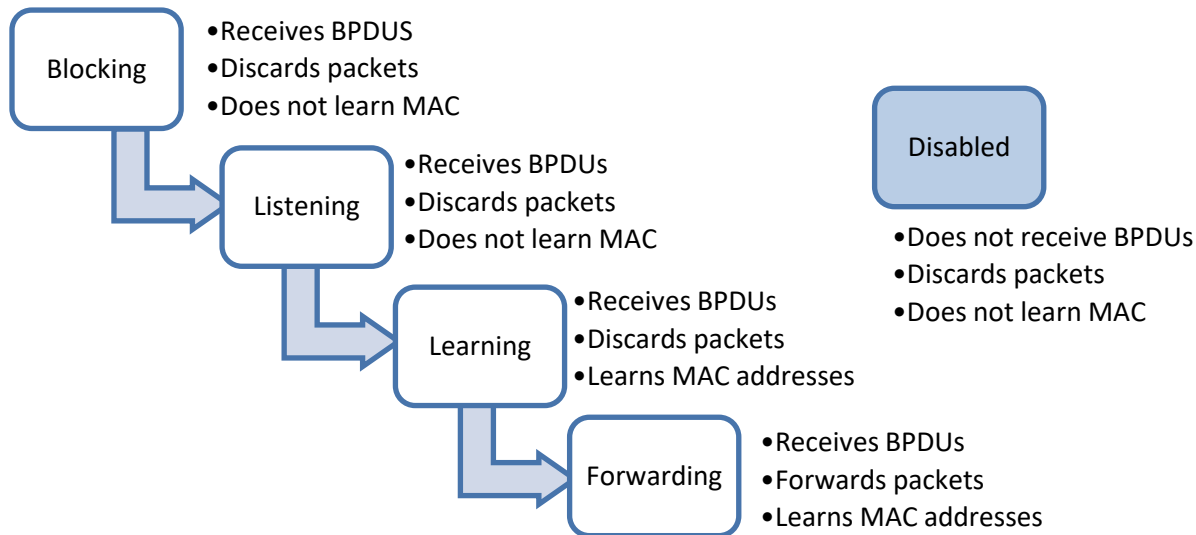 Blocking
•Receives BPDUS
•Discards packets
•Does not learn MAC
Listening
•Receives BPDUs
•Discards packets
•Does not learn MAC
Learning
•Receives BPDUs
•Discards packets
•Learns MAC addresses
Forwarding
•Receives BPDUs
•Forwards packets
•Learns MAC addresses
Disabled
•Does not receive BPDUs
•Discards packets
•Does not learn MAC